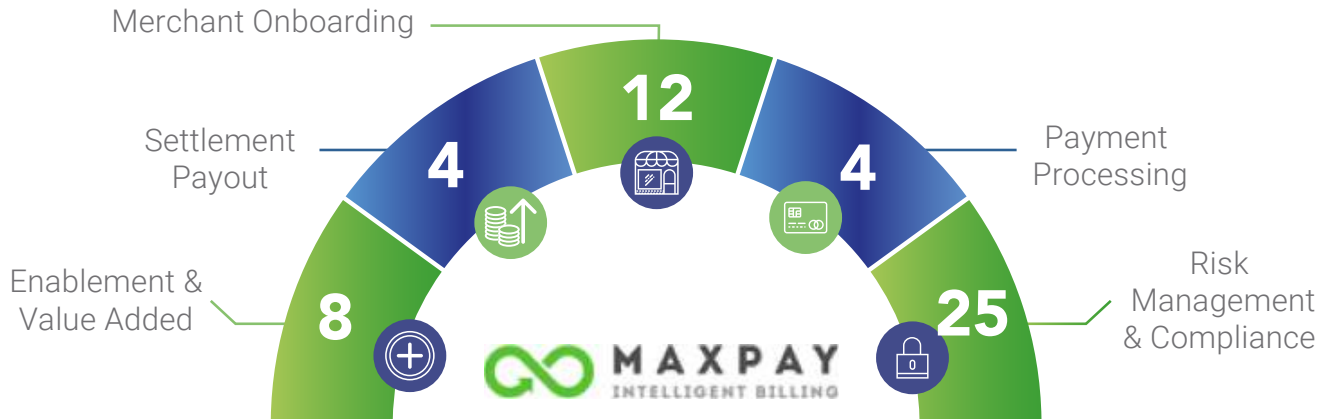 Merchant Onboarding
12
Settlement
Payout
4
4
Payment
Processing
Enablement &
Value Added
8
25
Risk
Management
& Compliance
0
MAXPAY
INTELLIGENT BILLING